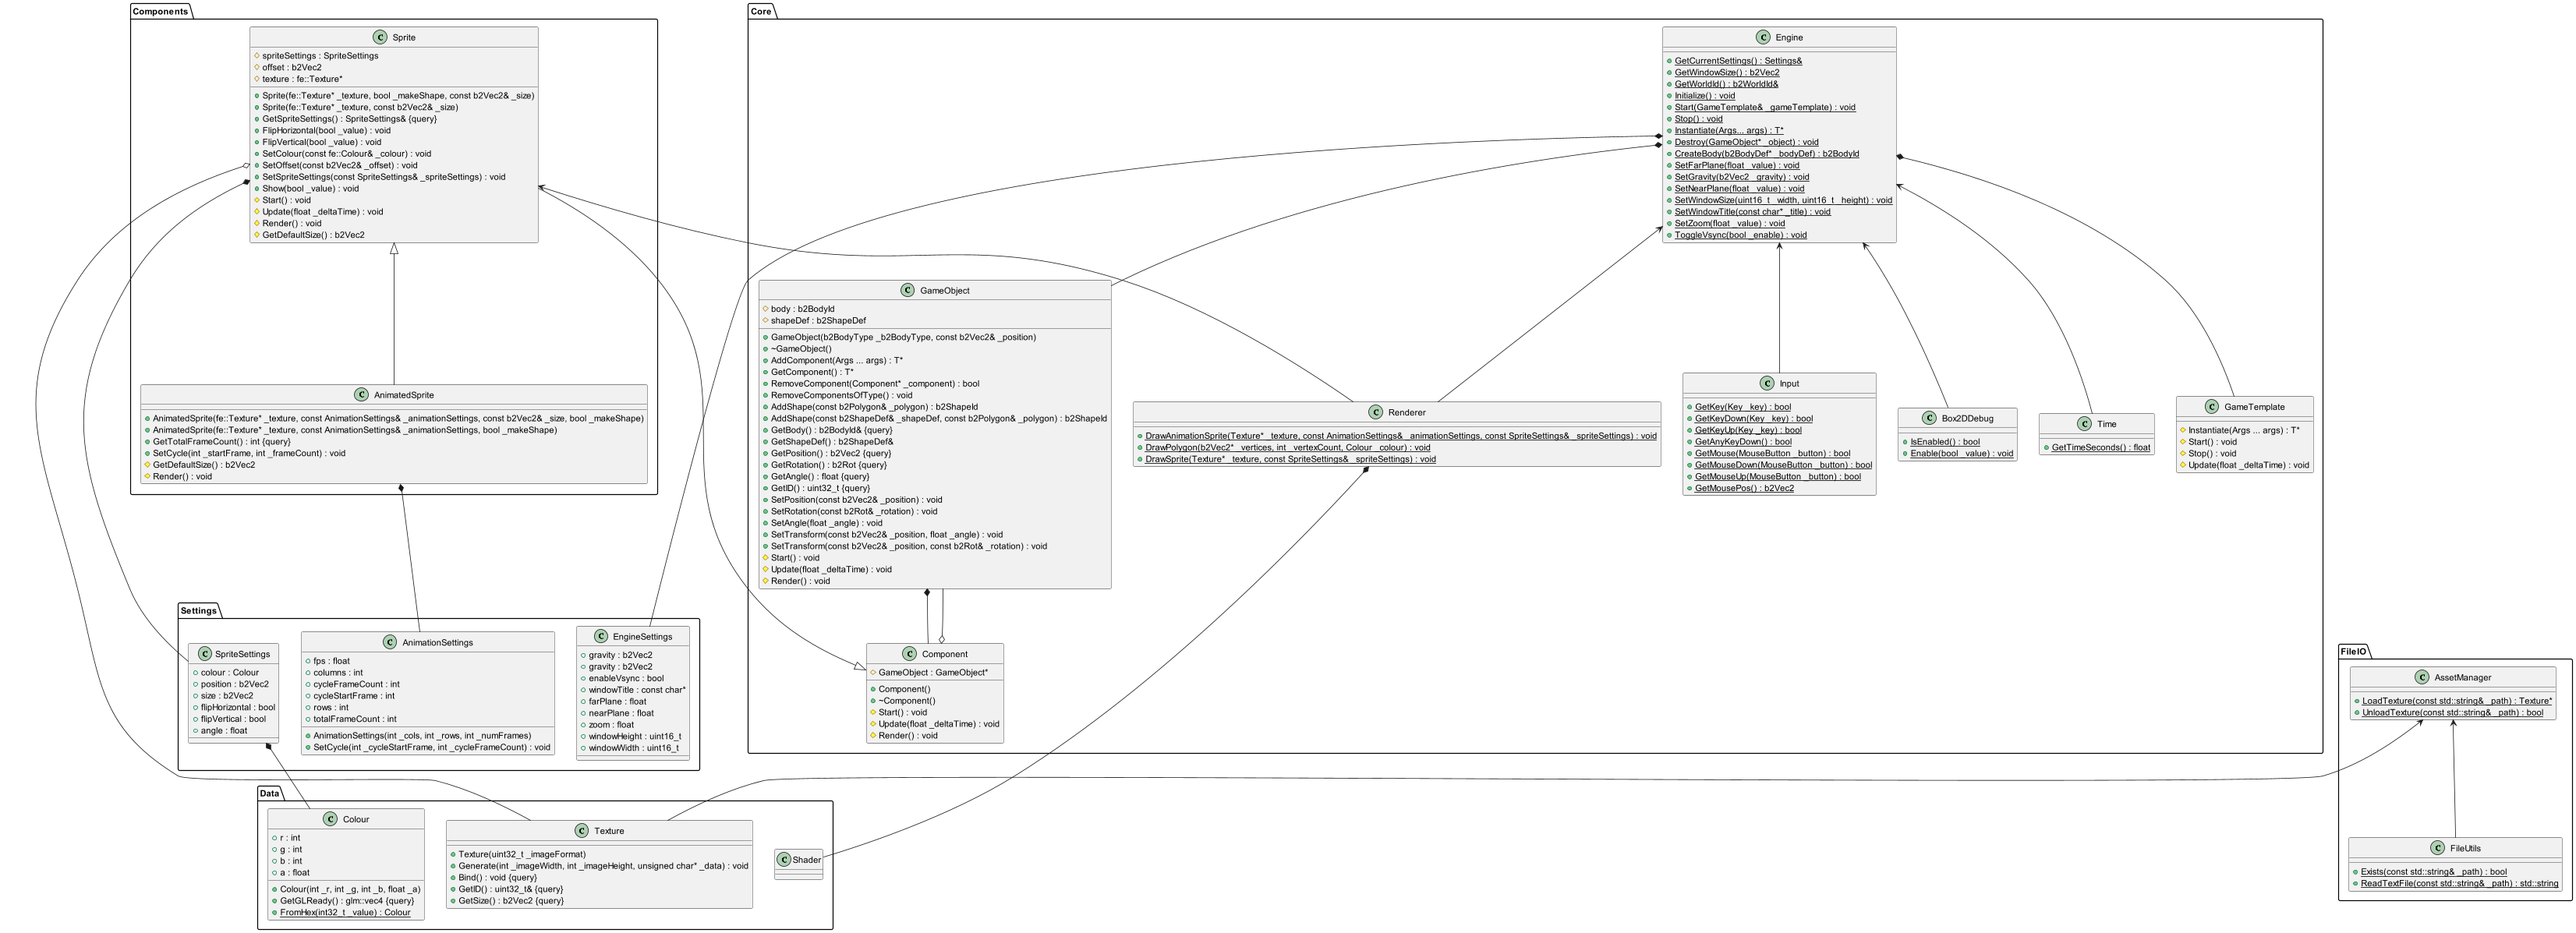 Components
C Sprite
spriteSettings : SpriteSettings
offset : b2Vec2
texture : fe::Texture*
Sprite(fe::Texture* _texture, bool _makeShape, const b2Vec2& _size)
Sprite(fe::Texture* _texture, const b2Vec2& _size)
GetSpriteSettings() : SpriteSettings& {query}
FlipHorizontal(bool _value) : void
FlipVertical(bool _value) : void
SetColour(const fe::Colour& _colour) : void
SetOffset(const b2Vec2& _offset) : void
SetSpriteSettings(const SpriteSettings& _spriteSettings) : void
Show(bool _value) : void
Start() : void
Update(float _deltaTime) : void
Render() : void
GetDefaultSize() : b2Vec2
C AnimatedSprite
AnimatedSprite(fe::Texture* _texture, const AnimationSettings& _animationSettings, const b2Vec2& _size, bool _makeShape)
AnimatedSprite(fe::Texture* _texture, const AnimationSettings& _animationSettings, bool _makeShape)
GetTotalFrameCount() : int {query}
SetCycle(int _startFrame, int _frameCount) : void
GetDefaultSize() : b2Vec2
Render() : void
Core
C Engine
GetCurrentSettings() : Settings&
GetWindowSize() : b2Vec2
GetWorldId() : b2WorldId&
Initialize() : void
Start(GameTemplate& _gameTemplate) : void
Stop() : void
Instantiate(Args... args) : T*
Destroy(GameObject* _object) : void
CreateBody(b2BodyDef* _bodyDef) : b2BodyId
SetFarPlane(float _value) : void
SetGravity(b2Vec2 _gravity) : void
SetNearPlane(float _value) : void
SetWindowSize(uint16_t _width, uint16_t _height) : void
SetWindowTitle(const char* _title) : void
SetZoom(float _value) : void
ToggleVsync(bool _enable) : void
C GameObject
body : b2BodyId
shapeDef : b2ShapeDef
GameObject(b2BodyType _b2BodyType, const b2Vec2& _position)
~GameObject()
AddComponent(Args ... args) : T*
GetComponent() : T*
RemoveComponent(Component* _component) : bool
RemoveComponentsOfType() : void
AddShape(const b2Polygon& _polygon) : b2ShapeId
AddShape(const b2ShapeDef& _shapeDef, const b2Polygon& _polygon) : b2ShapeId
GetBody() : b2BodyId& {query}
GetShapeDef() : b2ShapeDef&
GetPosition() : b2Vec2 {query}
GetRotation() : b2Rot {query}
GetAngle() : float {query}
GetID() : uint32_t {query}
SetPosition(const b2Vec2& _position) : void
SetRotation(const b2Rot& _rotation) : void
SetAngle(float _angle) : void
SetTransform(const b2Vec2& _position, float _angle) : void
SetTransform(const b2Vec2& _position, const b2Rot& _rotation) : void
Start() : void
Update(float _deltaTime) : void
Render() : void
C Renderer
DrawAnimationSprite(Texture* _texture, const AnimationSettings& _animationSettings, const SpriteSettings& _spriteSettings) : void
DrawPolygon(b2Vec2* _vertices, int _vertexCount, Colour _colour) : void
DrawSprite(Texture* _texture, const SpriteSettings& _spriteSettings) : void
C Input
GetKey(Key _key) : bool
GetKeyDown(Key _key) : bool
GetKeyUp(Key _key) : bool
GetAnyKeyDown() : bool
GetMouse(MouseButton _button) : bool
GetMouseDown(MouseButton _button) : bool
GetMouseUp(MouseButton _button) : bool
GetMousePos() : b2Vec2
C Box2DDebug
IsEnabled() : bool
Enable(bool _value) : void
C Time
GetTimeSeconds() : float
C GameTemplate
Instantiate(Args ... args) : T*
Start() : void
Stop() : void
Update(float _deltaTime) : void
C Component
GameObject : GameObject*
Component()
~Component()
Start() : void
Update(float _deltaTime) : void
Render() : void
Settings
C SpriteSettings
colour : Colour
position : b2Vec2
size : b2Vec2
flipHorizontal : bool
flipVertical : bool
angle : float
C AnimationSettings
fps : float
columns : int
cycleFrameCount : int
cycleStartFrame : int
rows : int
totalFrameCount : int
AnimationSettings(int _cols, int _rows, int _numFrames)
SetCycle(int _cycleStartFrame, int _cycleFrameCount) : void
C EngineSettings
gravity : b2Vec2
gravity : b2Vec2
enableVsync : bool
windowTitle : const char*
farPlane : float
nearPlane : float
zoom : float
windowHeight : uint16_t
windowWidth : uint16_t
FileIO
C AssetManager
LoadTexture(const std::string& _path) : Texture*
UnloadTexture(const std::string& _path) : bool
C FileUtils
Exists(const std::string& _path) : bool
ReadTextFile(const std::string& _path) : std::string
Data
C Colour
r : int
g : int
b : int
a : float
Colour(int _r, int _g, int _b, float _a)
GetGLReady() : glm::vec4 {query}
FromHex(int32_t _value) : Colour
C Texture
Texture(uint32_t _imageFormat)
Generate(int _imageWidth, int _imageHeight, unsigned char* _data) : void
Bind() : void {query}
GetID() : uint32_t& {query}
GetSize() : b2Vec2 {query}
C Shader